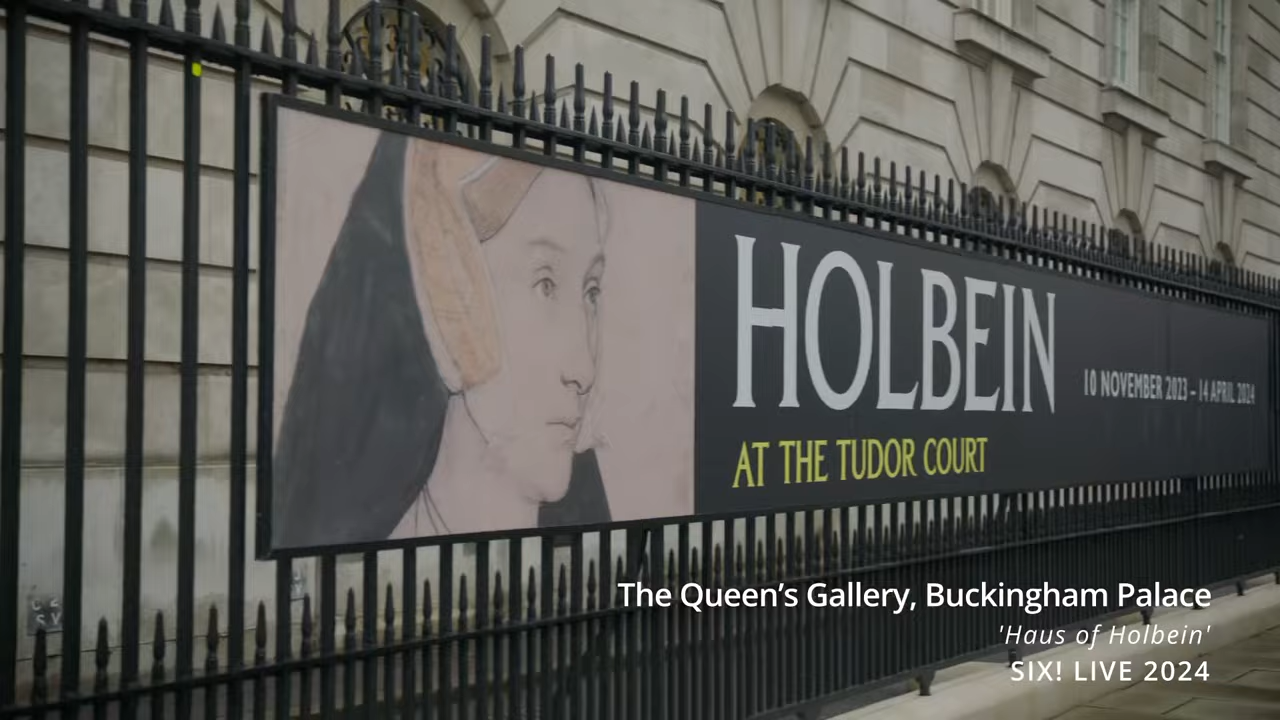 HOLBEIN
10 NOVEMBER 2023 – 14 APRIL 2024
AT THE TUDOR COURT
The Queen’s Gallery, Buckingham Palace
'Haus of Holbein'
SIX! LIVE 2024